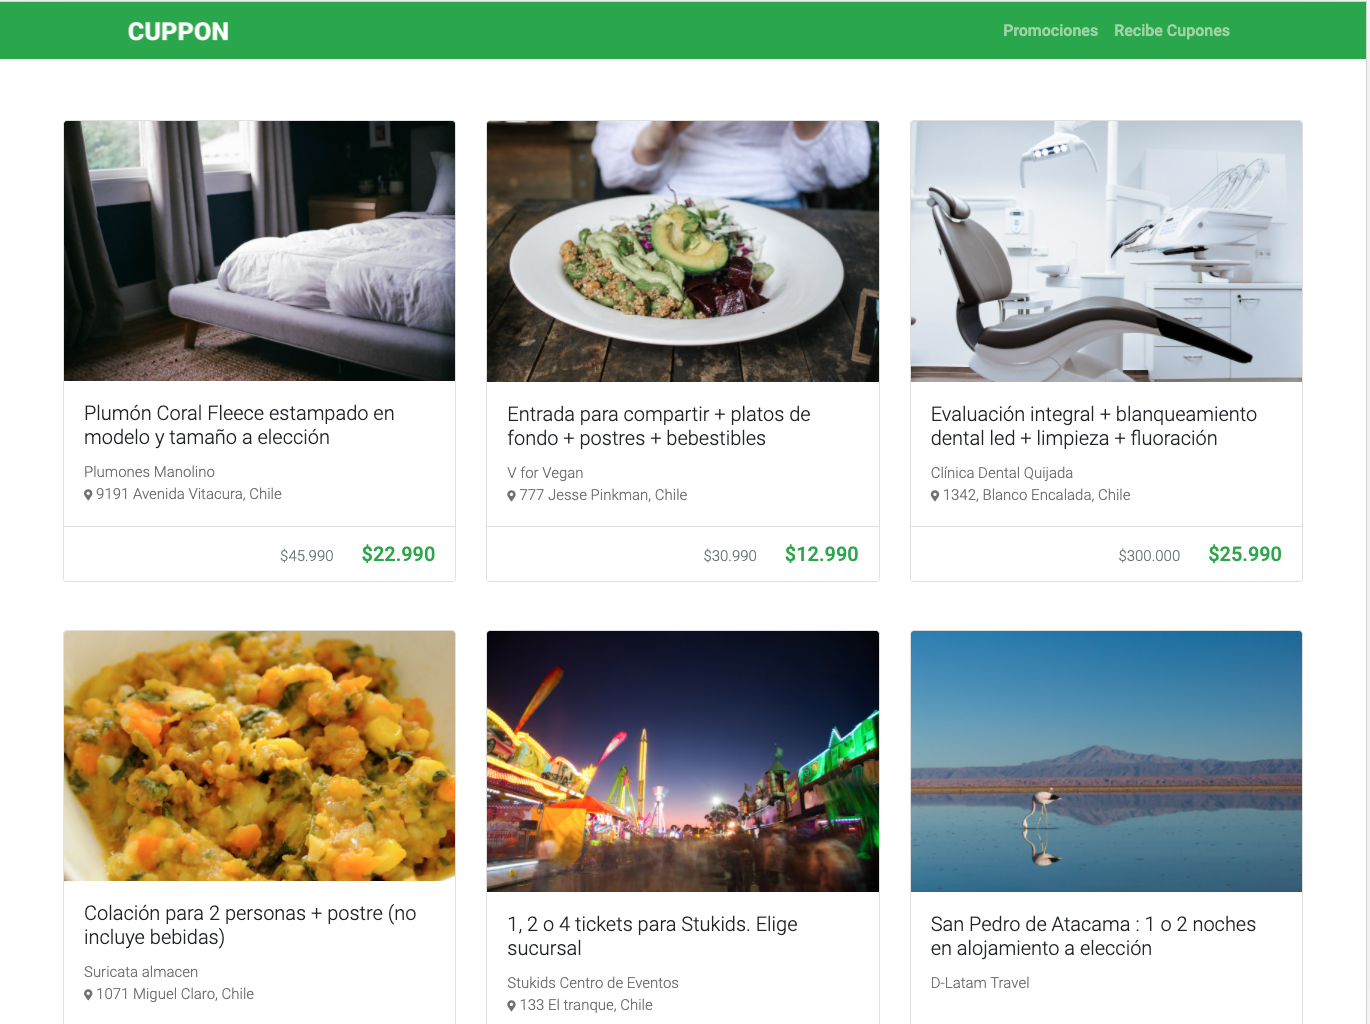 CUPPON
Promociones Recibe Cupones
Plumón Coral Fleece estampado en
modelo y tamaño a elección
Plumones Manolino
9191 Avenida Vitacura, Chile
$45.990 $22.990
Entrada para compartir + platos de
fondo + postres + bebestibles
V for Vegan
777 Jesse Pinkman, Chile
$30.990 $12.990
Evaluación integral + blanqueamiento
dental led + limpieza + fluoración
Clínica Dental Quijada
1342, Blanco Encalada, Chile
$300.000 $25.990
Colación para 2 personas + postre (no
incluye bebidas)
Suricata almacen
1071 Miguel Claro, Chile
1, 2 o 4 tickets para Stukids. Elige
sucursal
Stukids Centro de Eventos
133 El tranque, Chile
San Pedro de Atacama : 1 o 2 noches
en alojamiento a elección
D-Latam Travel